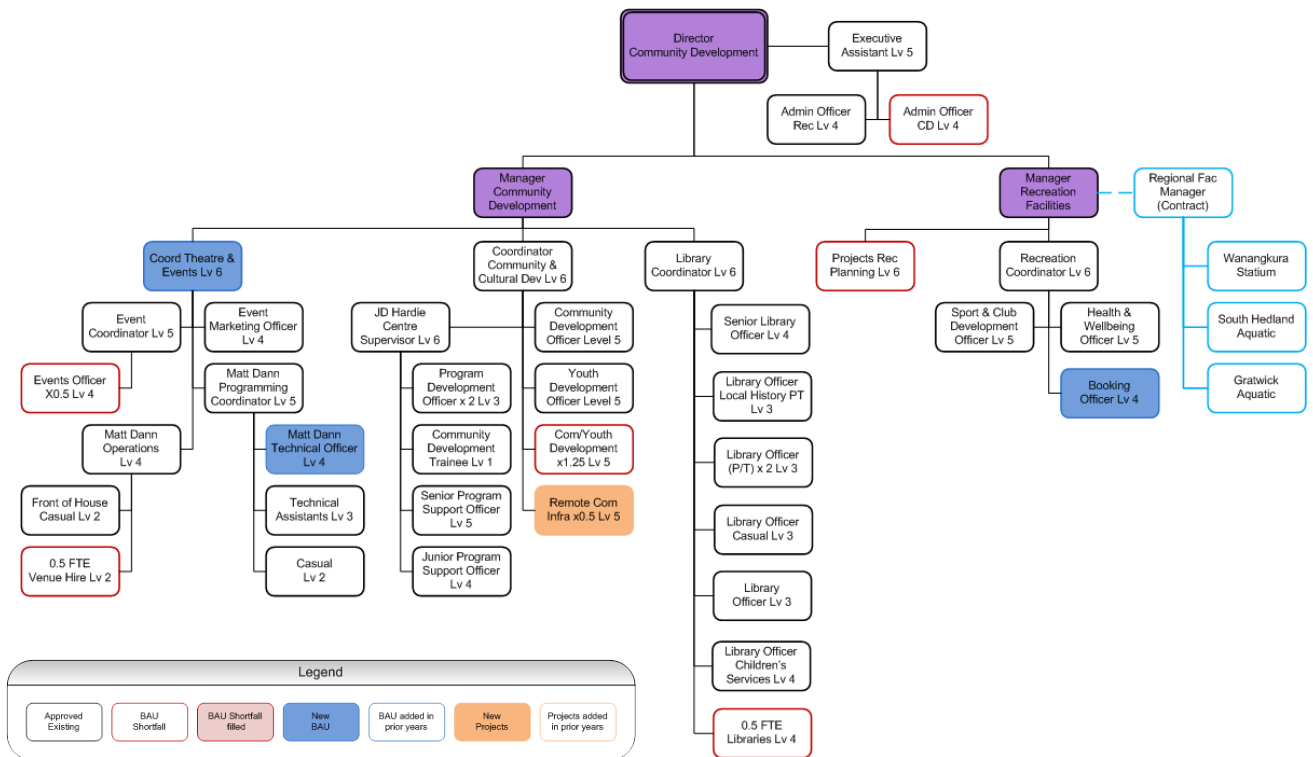 Director
Community Development
Executive
Assistant Lv 5
Admin Officer
Rec Lv 4
Admin Officer
CD Lv 4
Manager
Community
Development
Manager
Recreation
Facilities
Regional Fac
Manager
(Contract)
Coord Theatre &
Events Lv 6
Coordinator
Community &
Cultural Dev Lv 6
Library
Coordinator Lv 6
Projects Rec
Planning Lv 6
Recreation
Coordinator Lv 6
Wanangkura
Statium
Event
Coordinator Lv 5
Event
Marketing Officer
Lv 4
JD Hardie
Centre
Supervisor Lv 6
Community
Development
Officer Level 5
Senior Library
Officer Lv 4
Sport & Club
Development
Officer Lv 5
Health &
Wellbeing
Officer Lv 5
South Hedland
Aquatic
Events Officer
X0.5 Lv 4
Matt Dann
Programming
Coordinator Lv 5
Program
Development
Officer x 2 Lv 3
Youth
Development
Officer Level 5
Library Officer
Local History PT
Lv 3
Booking
Officer Lv 4
Gratwick
Aquatic
Matt Dann
Operations
Lv 4
Matt Dann
Technical Officer
Lv 4
Community
Development
Trainee Lv 1
Com/Youth
Development
x1.25 Lv 5
Library Officer
(P/T) x 2 Lv 3
Front of House
Casual Lv 2
Technical
Assistants Lv 3
Senior Program
Support Officer
Lv 5
Remote Com
Infra x0.5 Lv 5
Library Officer
Casual Lv 3
0.5 FTE
Venue Hire Lv 2
Casual
Lv 2
Junior Program
Support Officer
Lv 4
Library
Officer Lv 3
Library Officer
Children's
Services Lv 4
0.5 FTE
Libraries Lv 4
Legend
Approved
Existing
BAU
Shortfall
BAU Shortfall
filled
New
BAU
BAU added in
prior years
New
Projects
Projects added
in prior years